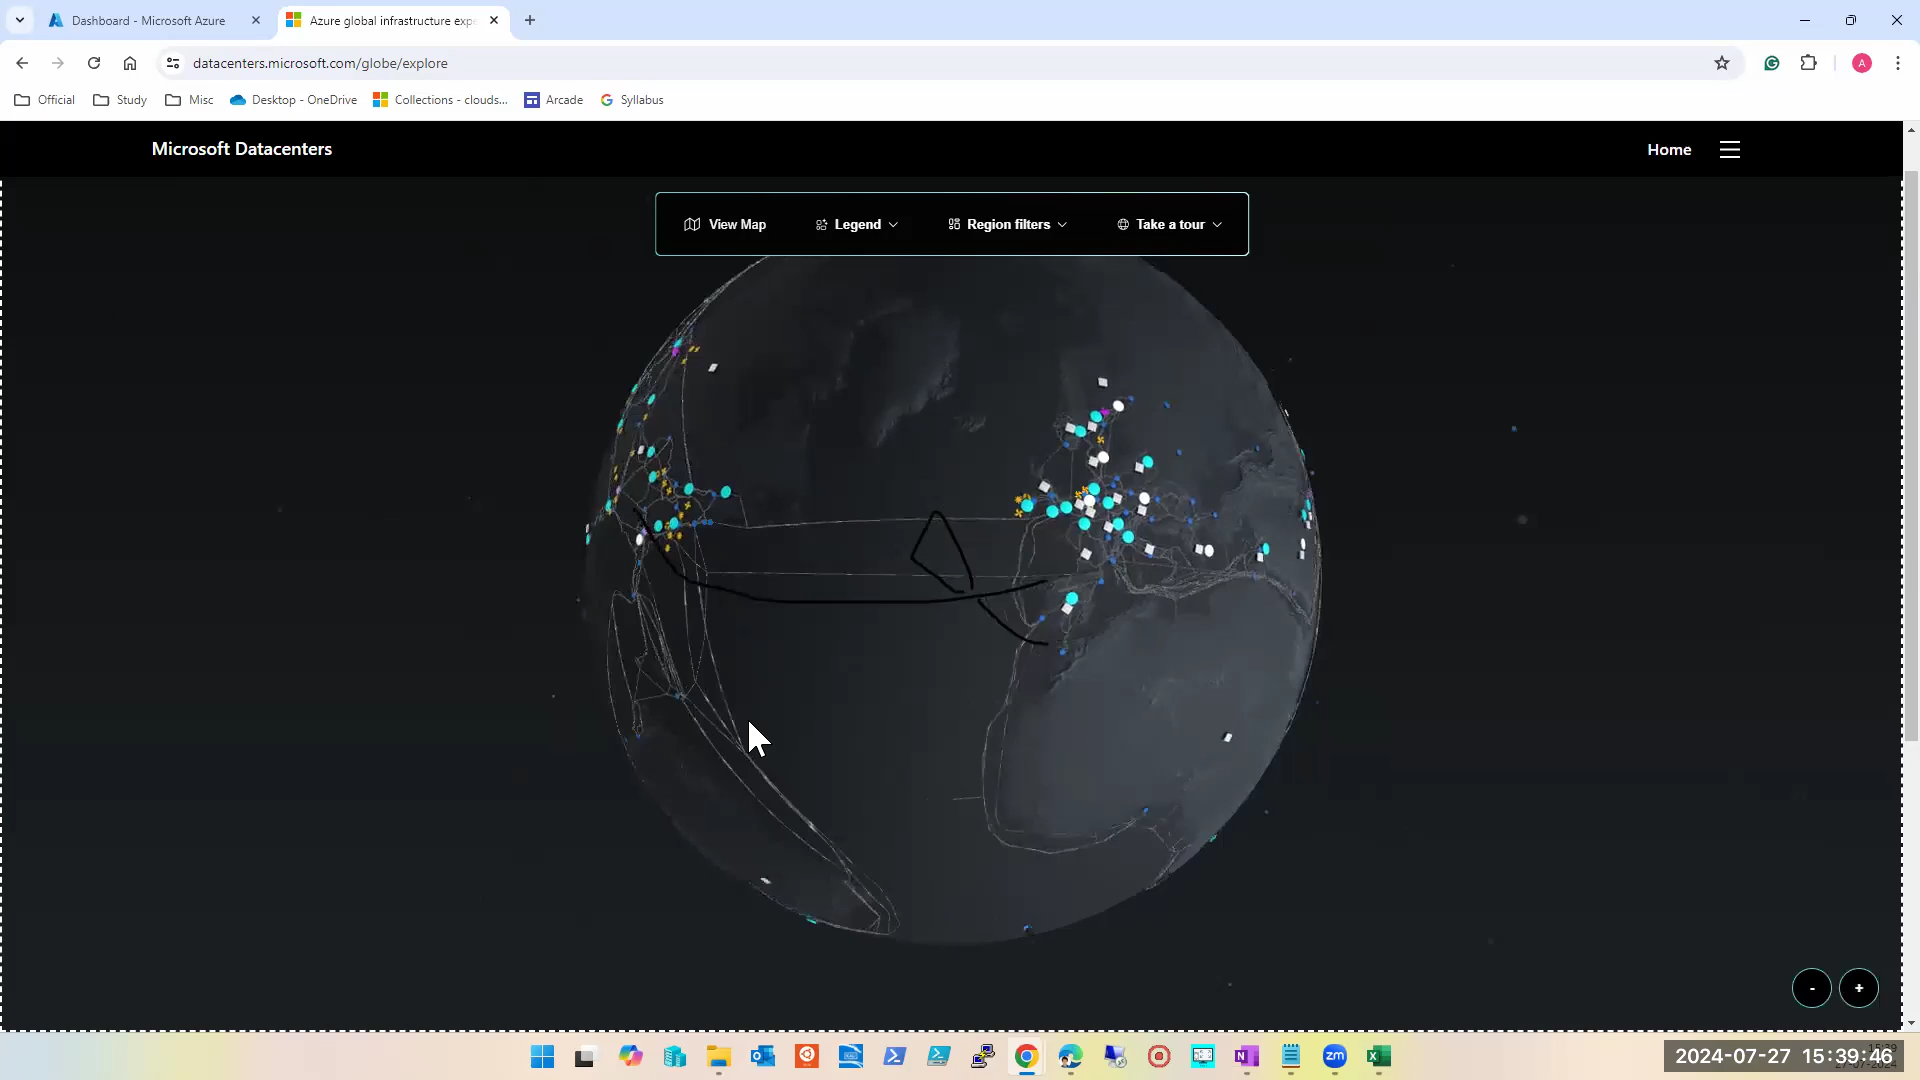 Dashboard - Microsoft Azure
Azure global infrastructure expe
datacenters.microsoft.com/globe/explore
A
Official
Study
Misc
Desktop - OneDrive
Collections - clouds...
Arcade
Syllabus
Microsoft Datacenters
Home
View Map
Legend
Region filters
Take a tour
-
+
2024-07-27 15:39:46